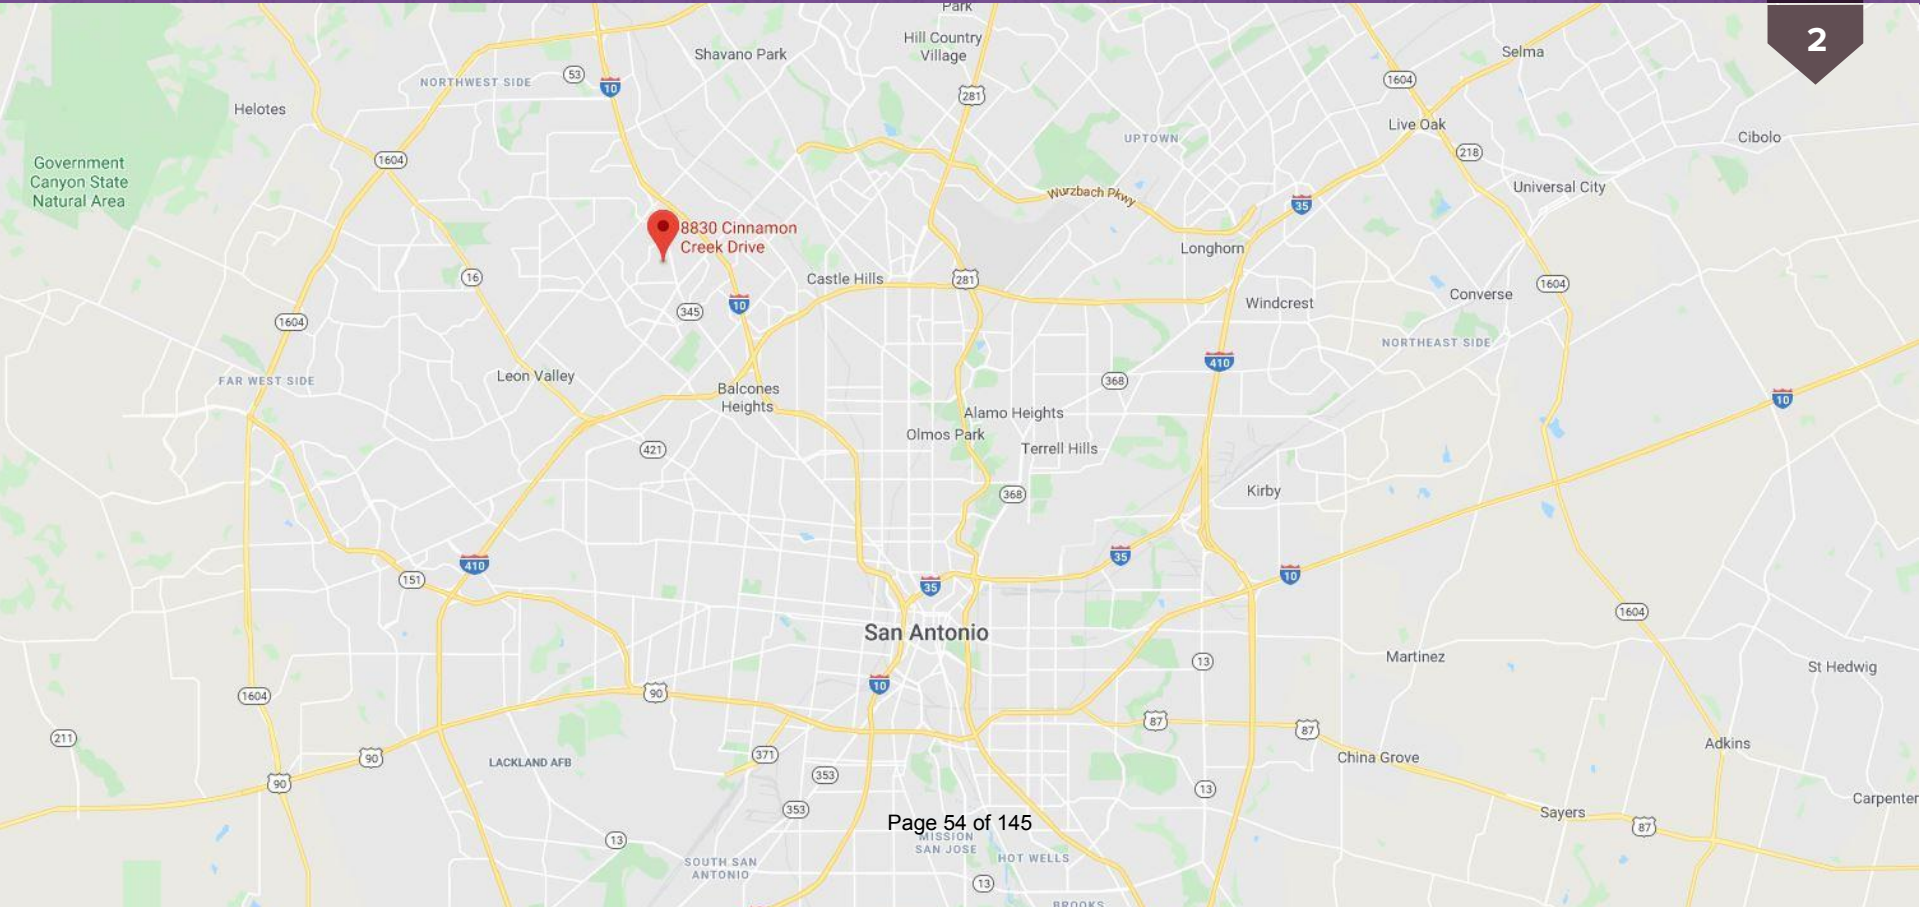 Park
2
Hill Country
Village
Shavano Park
Selma
53
NORTHWEST SIDE
10
1604
281
Helotes
Live Oak
UPTOWN
Cibolo
218
1604
Government
Canyon State
Natural Area
Universal City
Wurzbach Pkwy
35
8830 Cinnamon
Creek Drive
Longhorn
16
Castle Hills
281
1604
Converse
Windcrest
10
345
1604
NORTHEAST SIDE
410
Leon Valley
FAR WEST SIDE
368
Balcones
Heights
10
Alamo Heights
Olmos Park
421
Terrell Hills
Kirby
368
35
410
10
151
35
1604
San Antonio
Martinez
13
St Hedwig
10
90
1604
87
87
211
Adkins
371
90
China Grove
LACKLAND AFB
353
90
13
Carpenter
353
Sayers
Page 54 of 145
87
MISSION
SAN JOSE
13
HOT WELLS
SOUTH SAN
ANTONIO
13
BROOKS